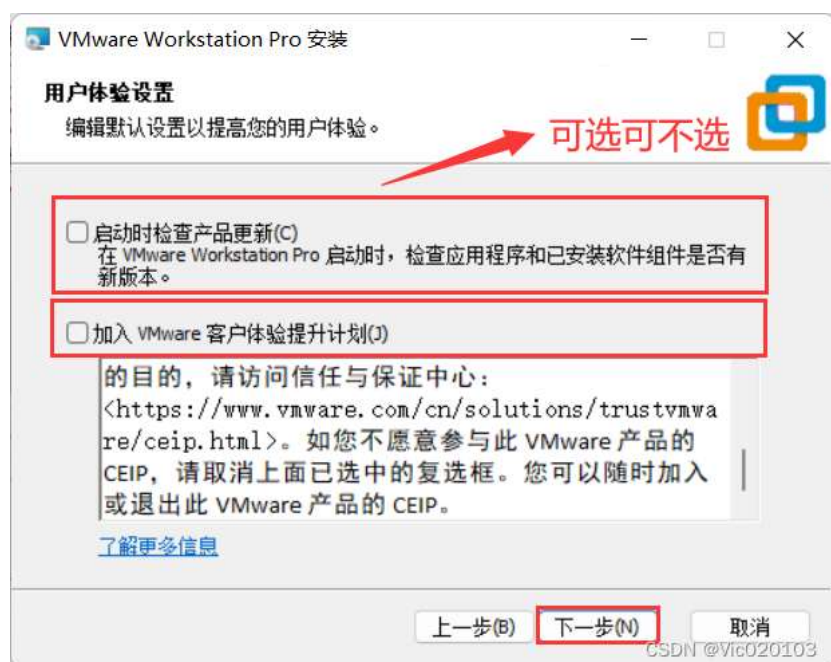 VMware Workstation Pro 安装
用户体验设置
编辑默认设置以提高您的用户体验。
可选可不选
启动时检查产品更新(C)
在 VMware Workstation Pro 启动时，检查应用程序和已安装软件组件是否有
新版本。
加入 VMware 客户体验提升计划(J)
的目的，请访问信任与保证中心：
<https://www.vmware.com/cn/solutions/trustvmwa
re/ceip.html>。如您不愿意参与此 VMware 产品的
CEIP，请取消上面已选中的复选框。您可以随时加入
或退出此 VMware 产品的 CEIP。
了解更多信息
上一步(B)
下一步(N)
取消
CSDN @Vic020103